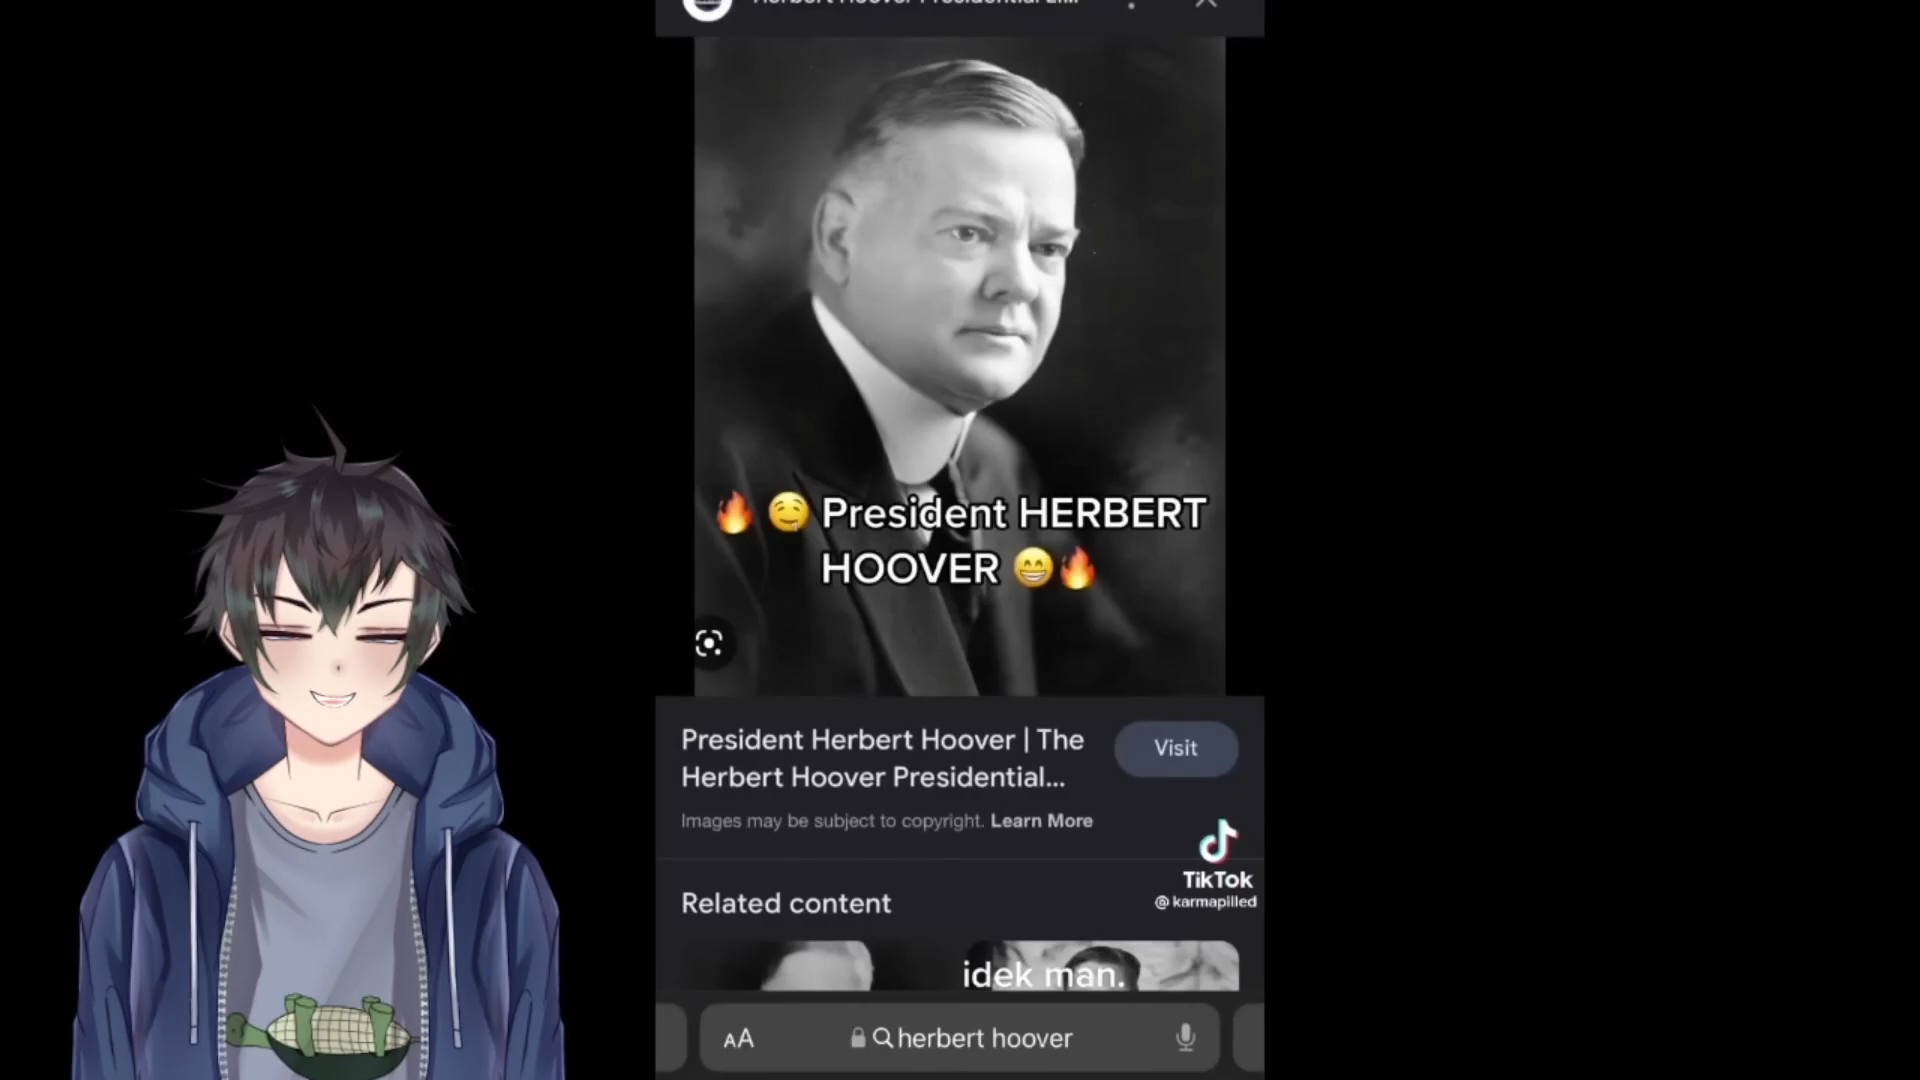 🔥 🤤 President HERBERT
HOOVER 😁🔥
President Herbert Hoover | The
Herbert Hoover Presidential...
Visit
Images may be subject to copyright. Learn More
TikTok
@karmapilled
Related content
idek man.
AA
herbert hoover